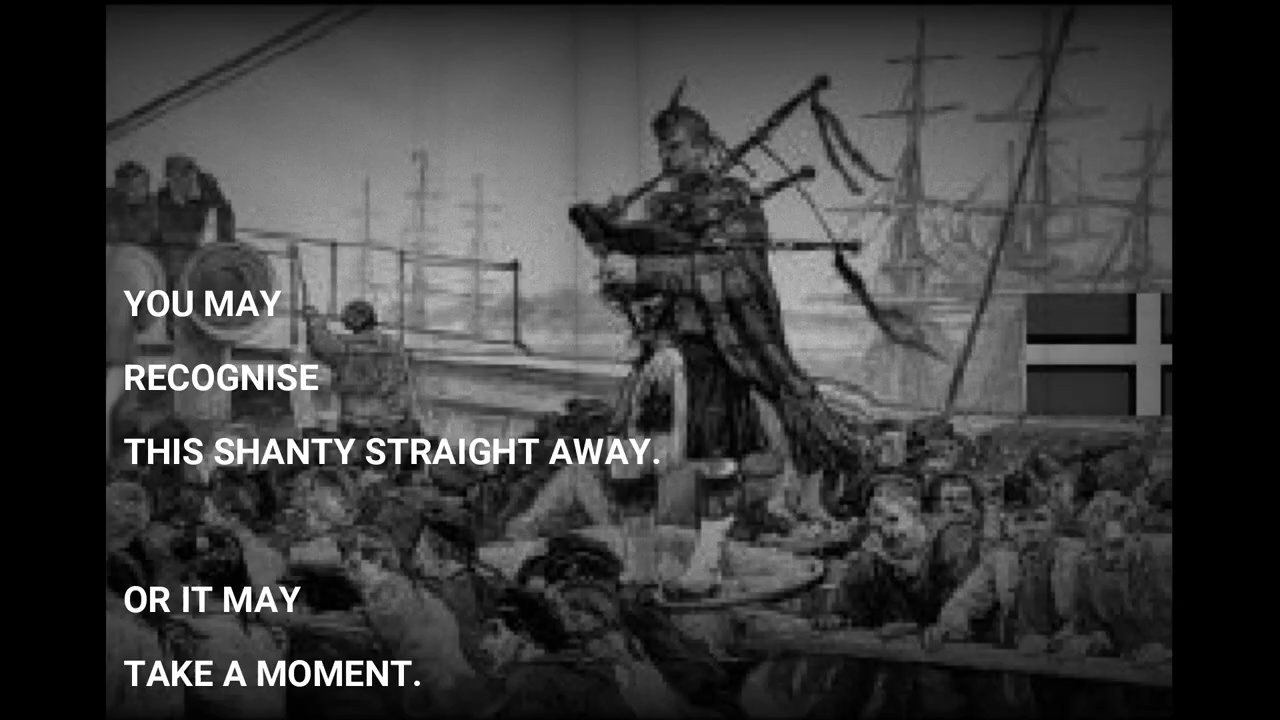 YOU MAY
RECOGNISE
THIS SHANTY STRAIGHT AWAY.
OR IT MAY
TAKE A MOMENT.